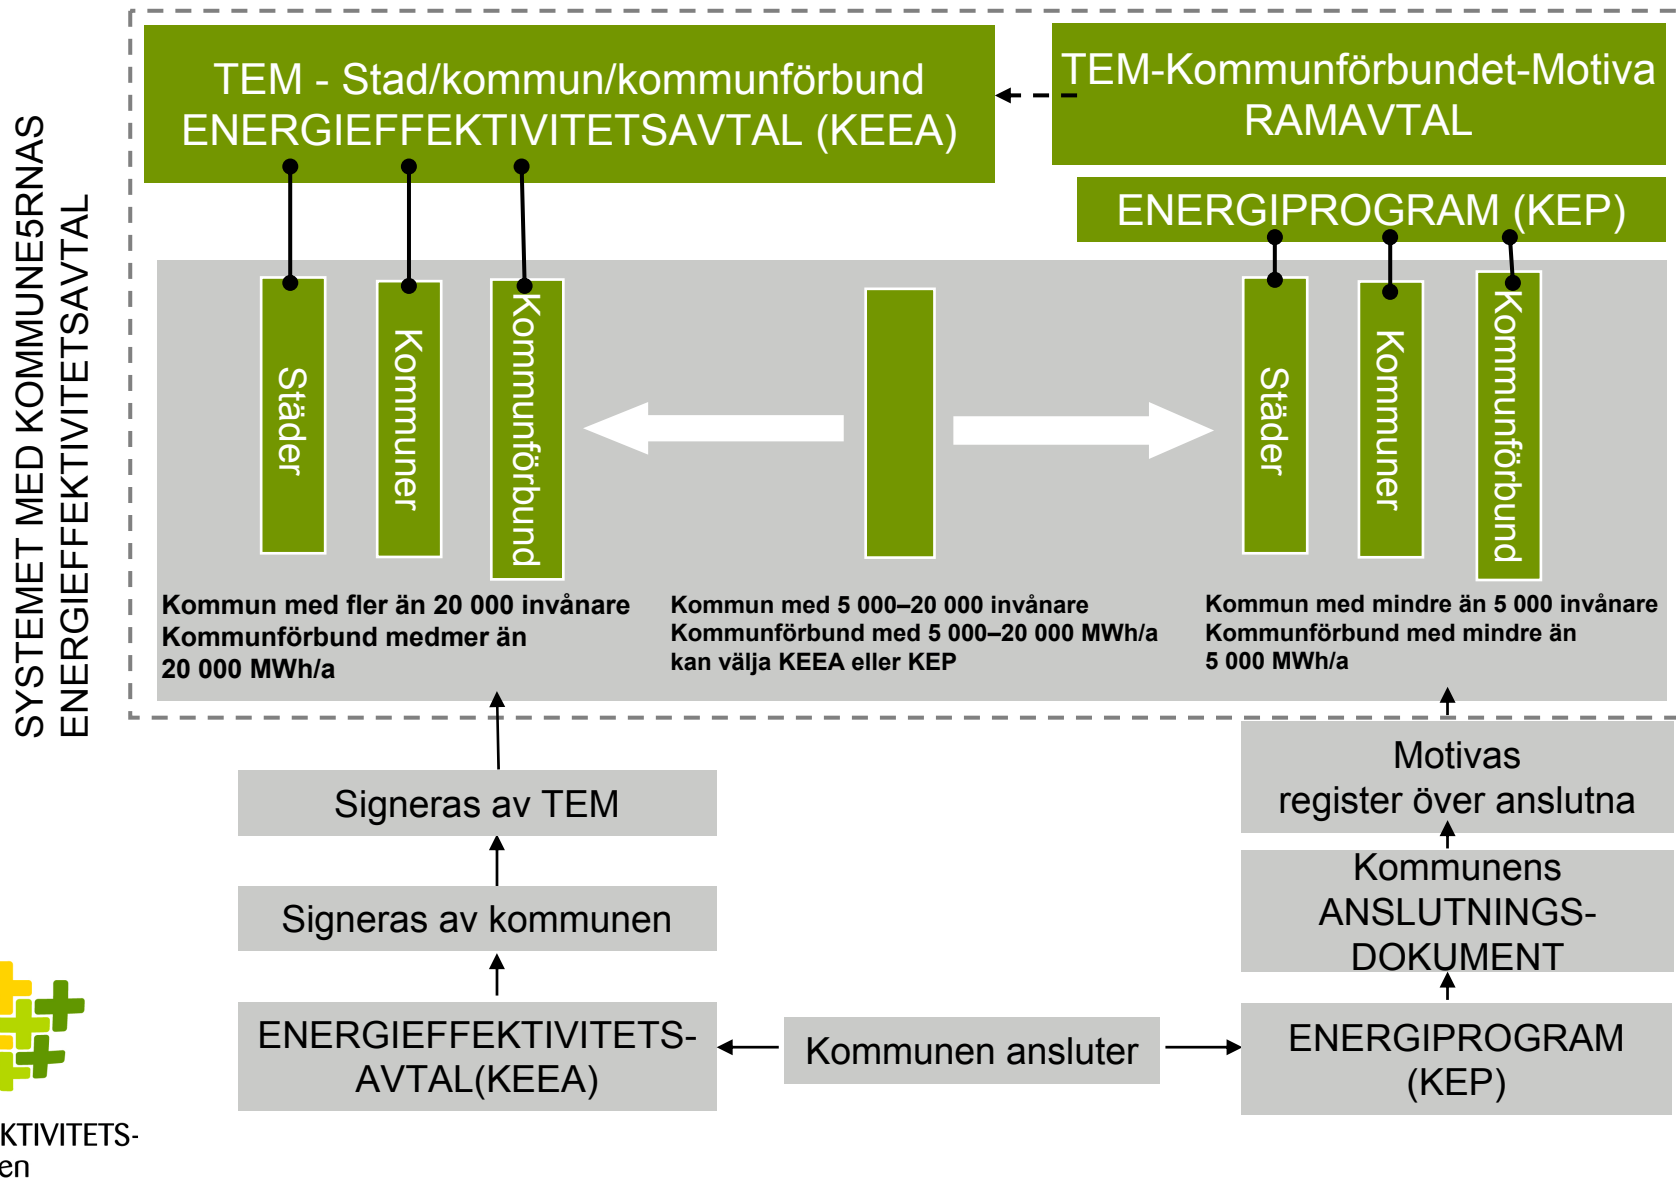 SYSTEMET MED KOMMUNE5RNAS
ENERGIEFFEKTIVITETSAVTAL
TEM - Stad/kommun/kommunförbund
ENERGIEFFEKTIVITETSAVTAL (KEEA)
TEM-Kommunförbundet-Motiva
RAMAVTAL
ENERGIPROGRAM (KEP)
Städer
Kommuner
Kommunförbund
Städer
Kommuner
Kommunförbund
Kommun med fler än 20 000 invånare
Kommunförbund medmer än
20 000 MWh/a
Kommun med 5 000–20 000 invånare
Kommunförbund med 5 000–20 000 MWh/a
kan välja KEEA eller KEP
Kommun med mindre än 5 000 invånare
Kommunförbund med mindre än
5 000 MWh/a
Signeras av TEM
Signeras av kommunen
ENERGIEFFEKTIVITETS-
AVTAL(KEEA)
Kommunen ansluter
Motivas
register över anslutna
Kommunens
ANSLUTNINGS-
DOKUMENT
ENERGIPROGRAM
(KEP)
KTIVITETS-
en